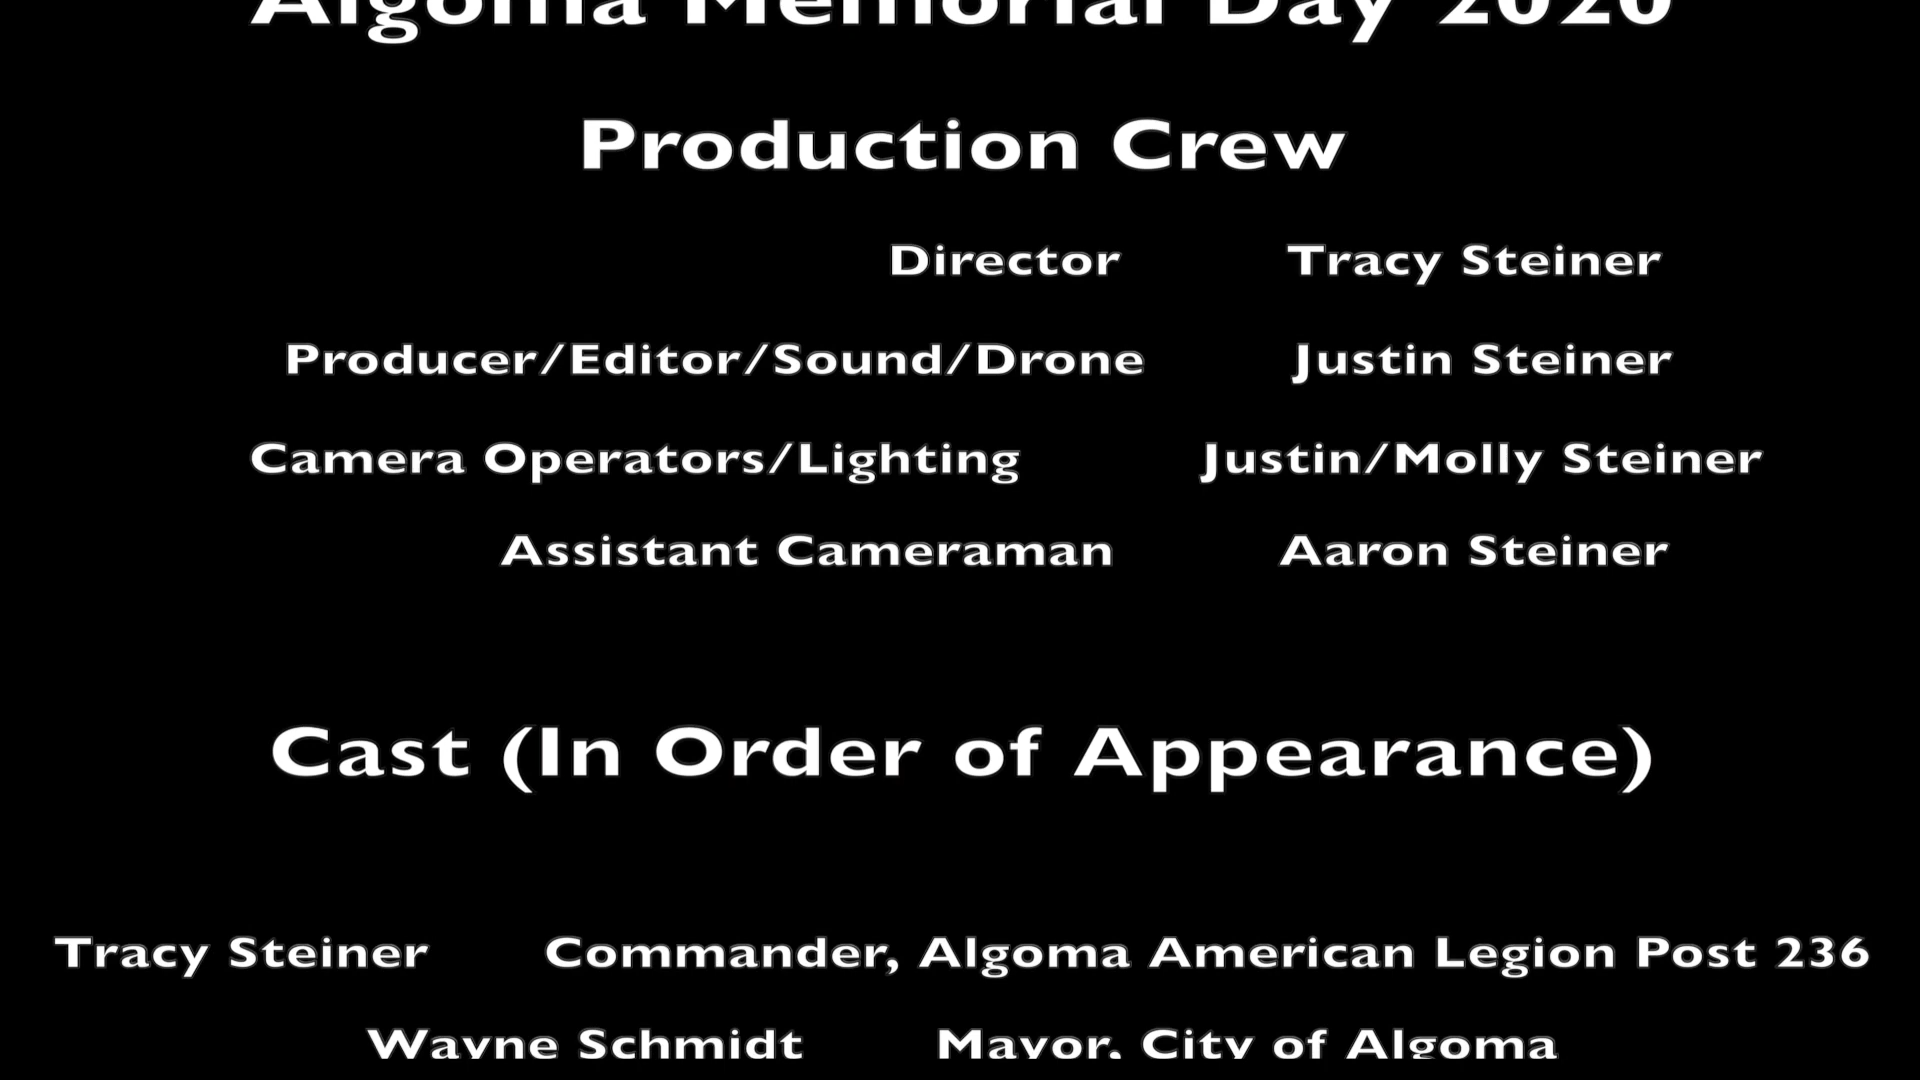 Algoma Memorial Day 2020
Production Crew
Director Tracy Steiner
Producer/Editor/Sound/Drone Justin Steiner
Camera Operators/Lighting Justin/Molly Steiner
Assistant Cameraman Aaron Steiner
Cast (In Order of Appearance)
Tracy Steiner Commander, Algoma American Legion Post 236
Wayne Schmidt Mayor, City of Algoma